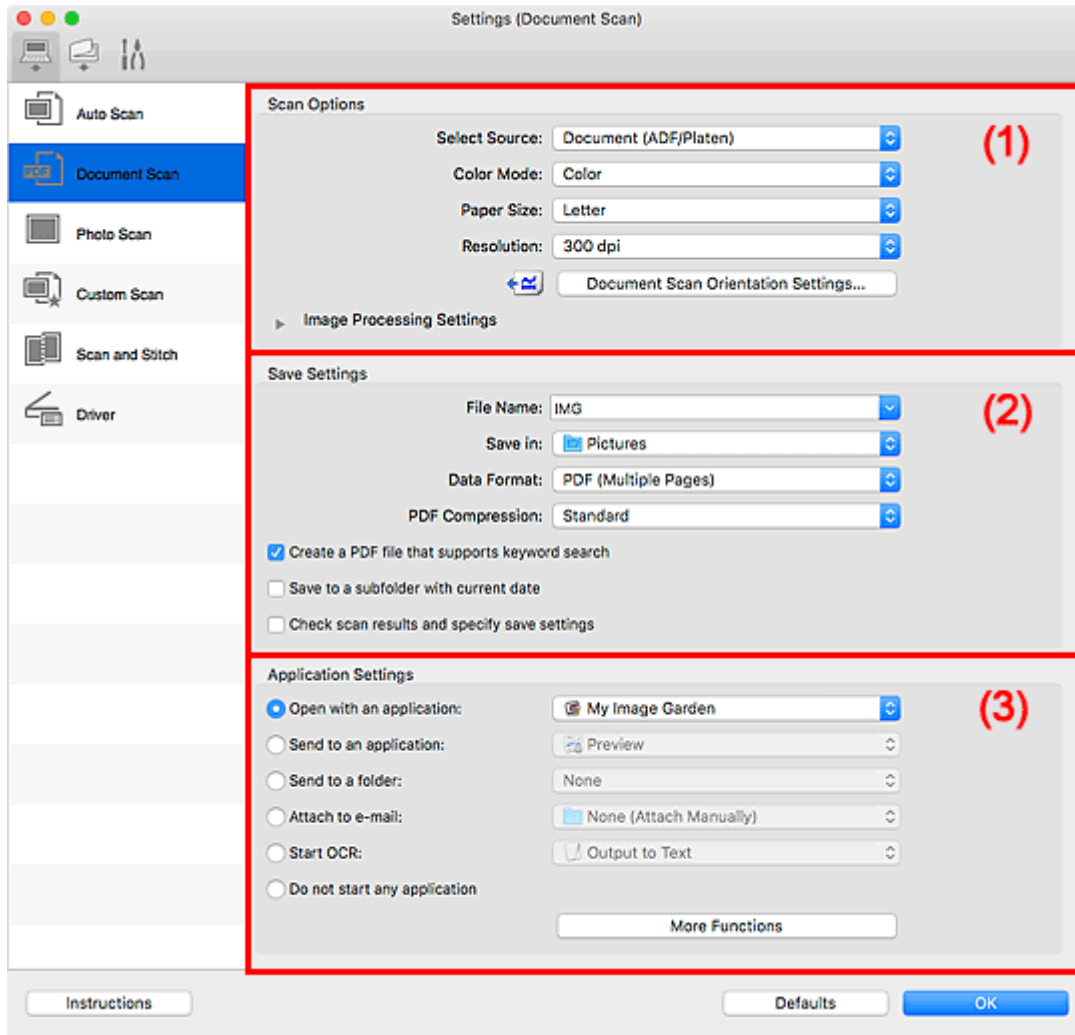 Settings (Document Scan)
Auto Scan
PDF
Document Scan
Photo Scan
Custom Scan
Scan and Stitch
Driver
Scan Options
(1)
Select Source: Document (ADF/Platen)
Color Mode: Color
Paper Size: Letter
Resolution: 300 dpi
R Document Scan Orientation Settings...
Image Processing Settings
Save Settings
(2)
File Name: IMG
Save in: Pictures
Data Format: PDF (Multiple Pages)
PDF Compression: Standard
Create a PDF file that supports keyword search
Save to a subfolder with current date
Check scan results and specify save settings
Application Settings
(3)
Open with an application: My Image Garden
Send to an application: Preview
Send to a folder: None
Attach to e-mail: None (Attach Manually)
Start OCR: Output to Text
Do not start any application
More Functions
Instructions Defaults OK